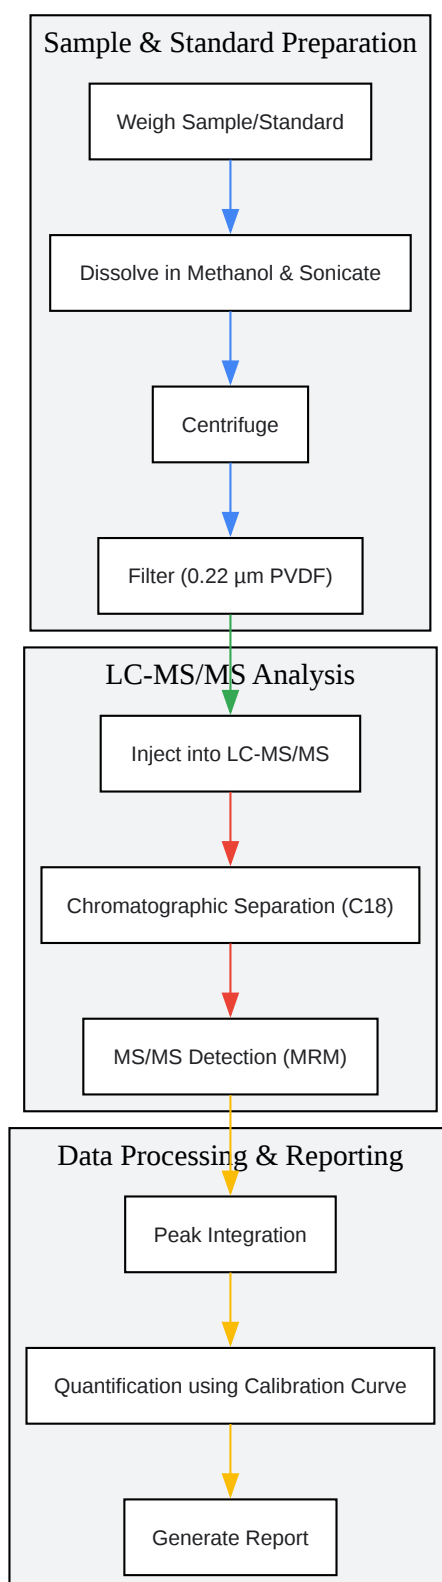 Sample & Standard Preparation
Weigh Sample/Standard
Dissolve in Methanol & Sonicate
Centrifuge
Filter (0.22 µm PVDF)
LC-MS/MS Analysis
Inject into LC-MS/MS
Chromatographic Separation (C18)
MS/MS Detection (MRM)
Data Processing & Reporting
Peak Integration
Quantification using Calibration Curve
Generate Report